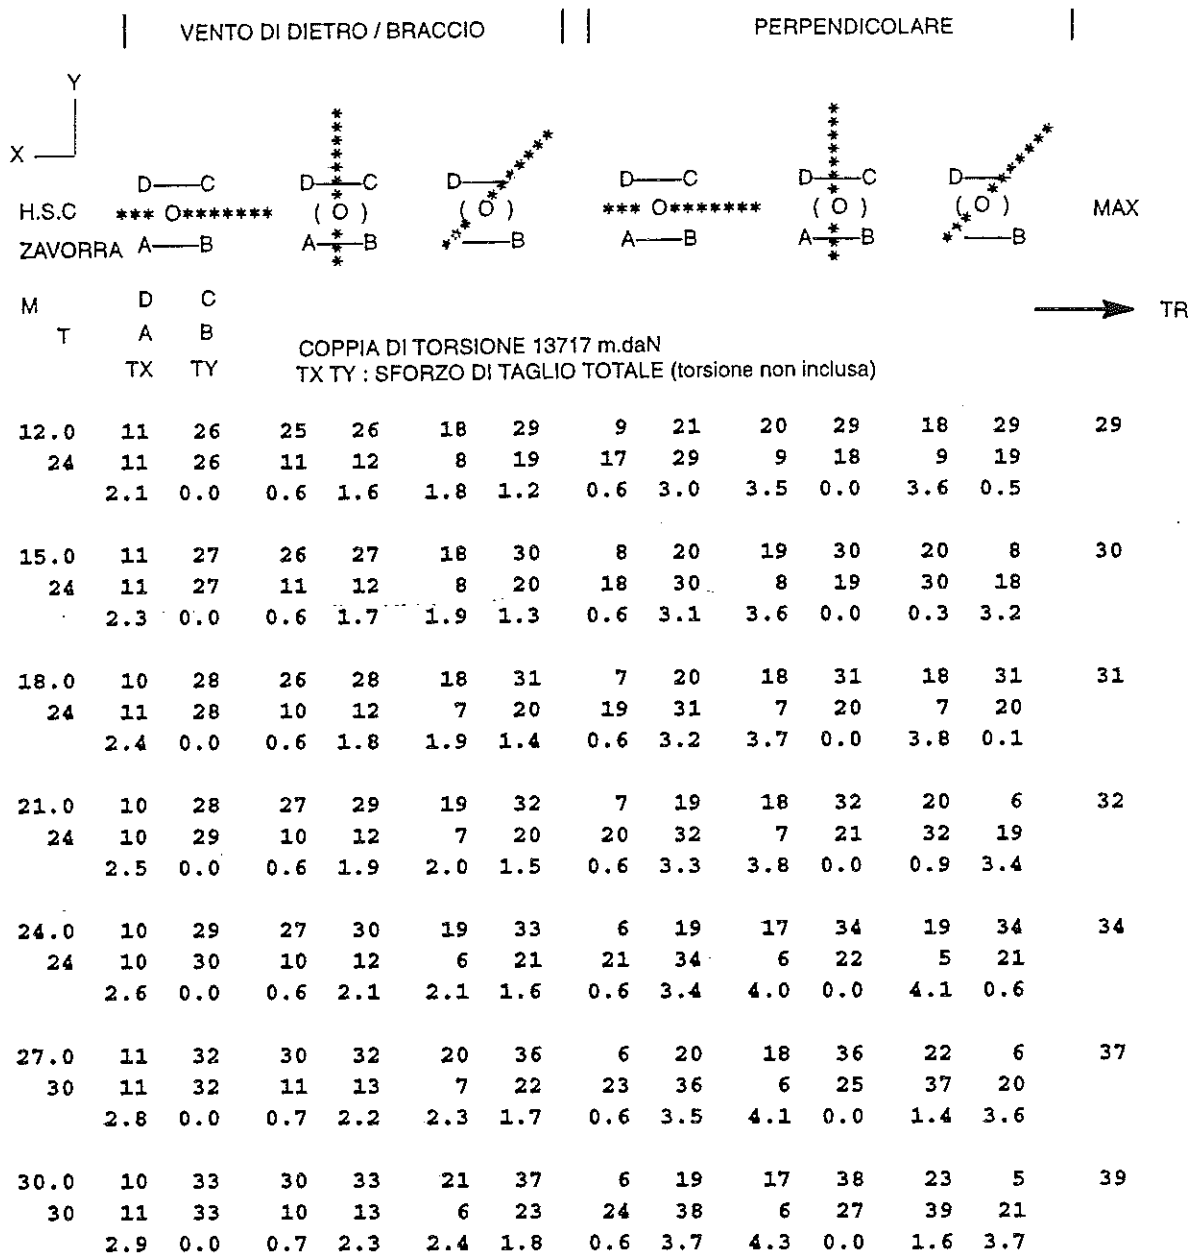 VENTO DI DIETRO / BRACCIO PERPENDICOLARE
Y
X
D C D C D D C D C D
H.S.C *** O******* ( O ) ( O ) *** O******* ( O ) ( O ) MAX
ZAVORRA A B A B B A B A B B
M D C TR
T A B
COPPIA DI TORSIONE 13717 m.daN
TX TY TX TY : SFORZO DI TAGLIO TOTALE (torsione non inclusa)
12.0 11 26 25 26 18 29 9 21 20 29 18 29 29
24 11 26 11 12 8 19 17 29 9 18 9 19
2.1 0.0 0.6 1.6 1.8 1.2 0.6 3.0 3.5 0.0 3.6 0.5
15.0 11 27 26 27 18 30 8 20 19 30 20 8 30
24 11 27 11 12 8 20 18 30 8 19 30 18
2.3 0.0 0.6 1.7 1.9 1.3 0.6 3.1 3.6 0.0 0.3 3.2
18.0 10 28 26 28 18 31 7 20 18 31 18 31 31
24 11 28 10 12 7 20 19 31 7 20 7 20
2.4 0.0 0.6 1.8 1.9 1.4 0.6 3.2 3.7 0.0 3.8 0.1
21.0 10 28 27 29 19 32 7 19 18 32 20 6 32
24 10 29 10 12 7 20 20 32 7 21 32 19
2.5 0.0 0.6 1.9 2.0 1.5 0.6 3.3 3.8 0.0 0.9 3.4
24.0 10 29 27 30 19 33 6 19 17 34 19 34 34
24 10 30 10 12 6 21 21 34 6 22 5 21
2.6 0.0 0.6 2.1 2.1 1.6 0.6 3.4 4.0 0.0 4.1 0.6
27.0 11 32 30 32 20 36 6 20 18 36 22 6 37
30 11 32 11 13 7 22 23 36 6 25 37 20
2.8 0.0 0.7 2.2 2.3 1.7 0.6 3.5 4.1 0.0 1.4 3.6
30.0 10 33 30 33 21 37 6 19 17 38 23 5 39
30 11 33 10 13 6 23 24 38 6 27 39 21
2.9 0.0 0.7 2.3 2.4 1.8 0.6 3.7 4.3 0.0 1.6 3.7